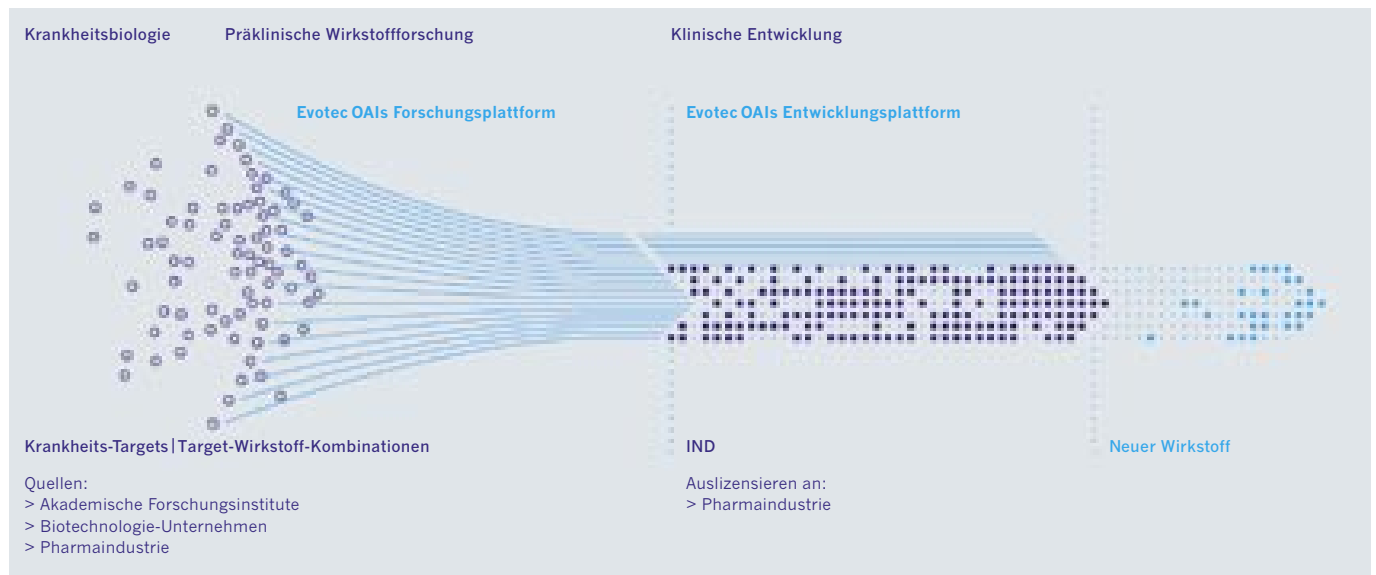 Krankheitsbiologie
Präklinische Wirkstoffforschung
Klinische Entwicklung
Evotec OAIs Forschungsplattform
Evotec OAIs Entwicklungsplattform
Krankheits-Targets|Target-Wirkstoff-Kombinationen
IND
Neuer Wirkstoff
Quellen:
> Akademische Forschungsinstitute
> Biotechnologie-Unternehmen
> Pharmaindustrie
Auslizensieren an:
> Pharmaindustrie